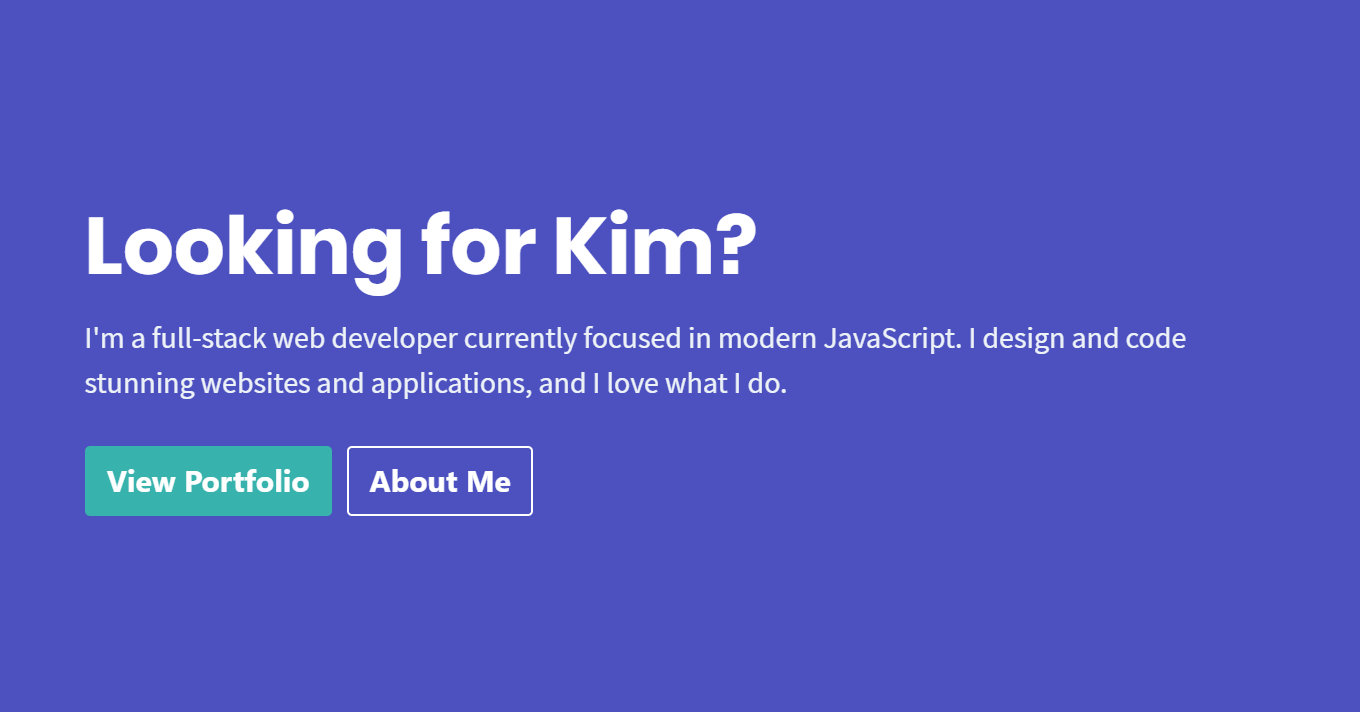 Looking for Kim?
I'm a full-stack web developer currently focused in modern JavaScript. I design and code
stunning websites and applications, and I love what I do.
View Portfolio
About Me